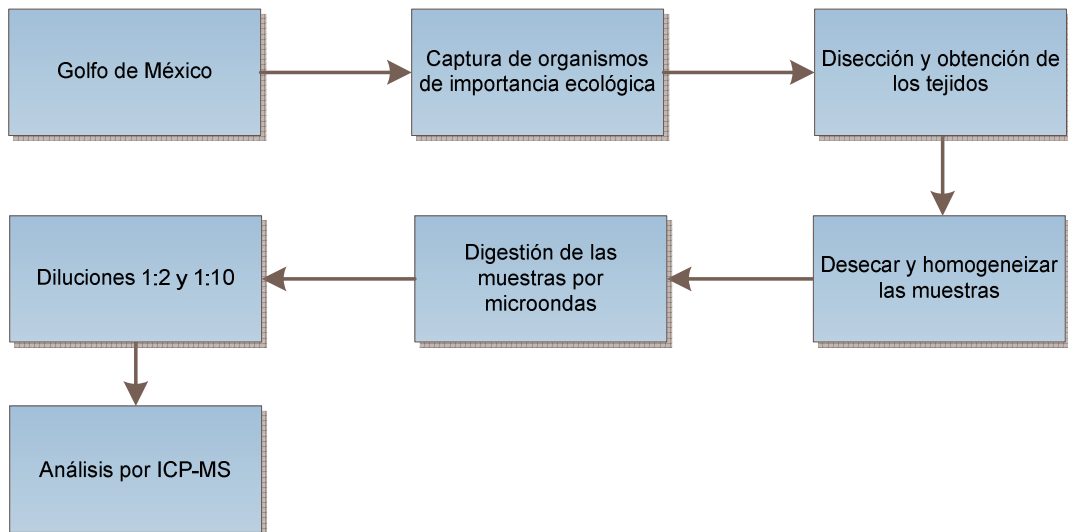 Golfo de México
Captura de organismos
de importancia ecológica
Disección y obtención de
los tejidos
Desecar y homogeneizar
las muestras
Digestión de las
muestras por
microondas
Diluciones 1:2 y 1:10
Análisis por ICP-MS